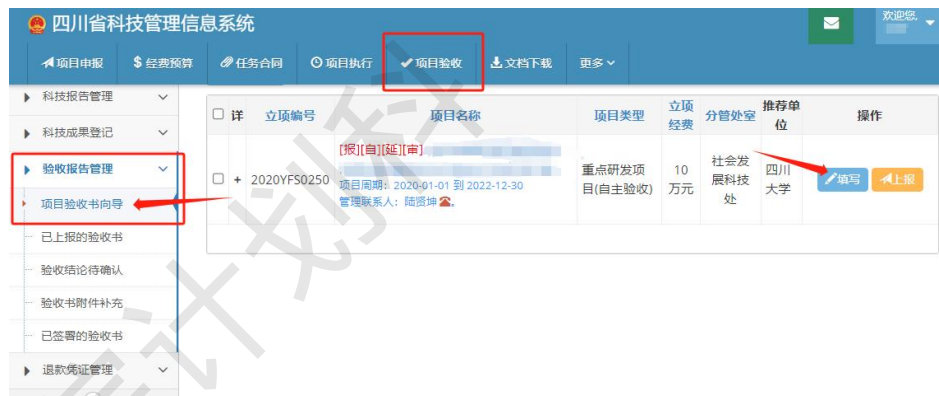 四川省科技管理信息系统
欢迎您
项目申报
$ 经费预算
任务合同
项目执行
项目验收
文档下载
更多
科技报告管理
科技成果登记
验收报告管理
项目验收书向导
已上报的验收书
验收结论待确认
验收书附件补充
已签署的验收书
退款凭证管理
详
立项编号
项目名称
项目类型
立项
经费
分管处室
推荐单
位
操作
+ 2020YFS0250
[报][自][延][审]
项目周期：2020-01-01 到 2022-12-30
管理联系人：陆贤坤
重点研发项
目(自主验收)
10
万元
社会发
展科技
处
四川
大学
填写
上报
计划科